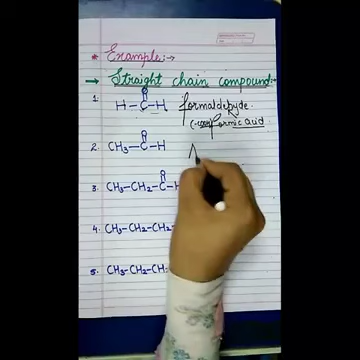 * Example:→
→ Straight chain compound:-
O
1. H—C—H formaldehyde
(-COOH) formic acid
O
2. CH3—C—H
O
3. CH3-CH2-C-H
4. CH3-CH2-CH2-
5. CH3-CH2-CH